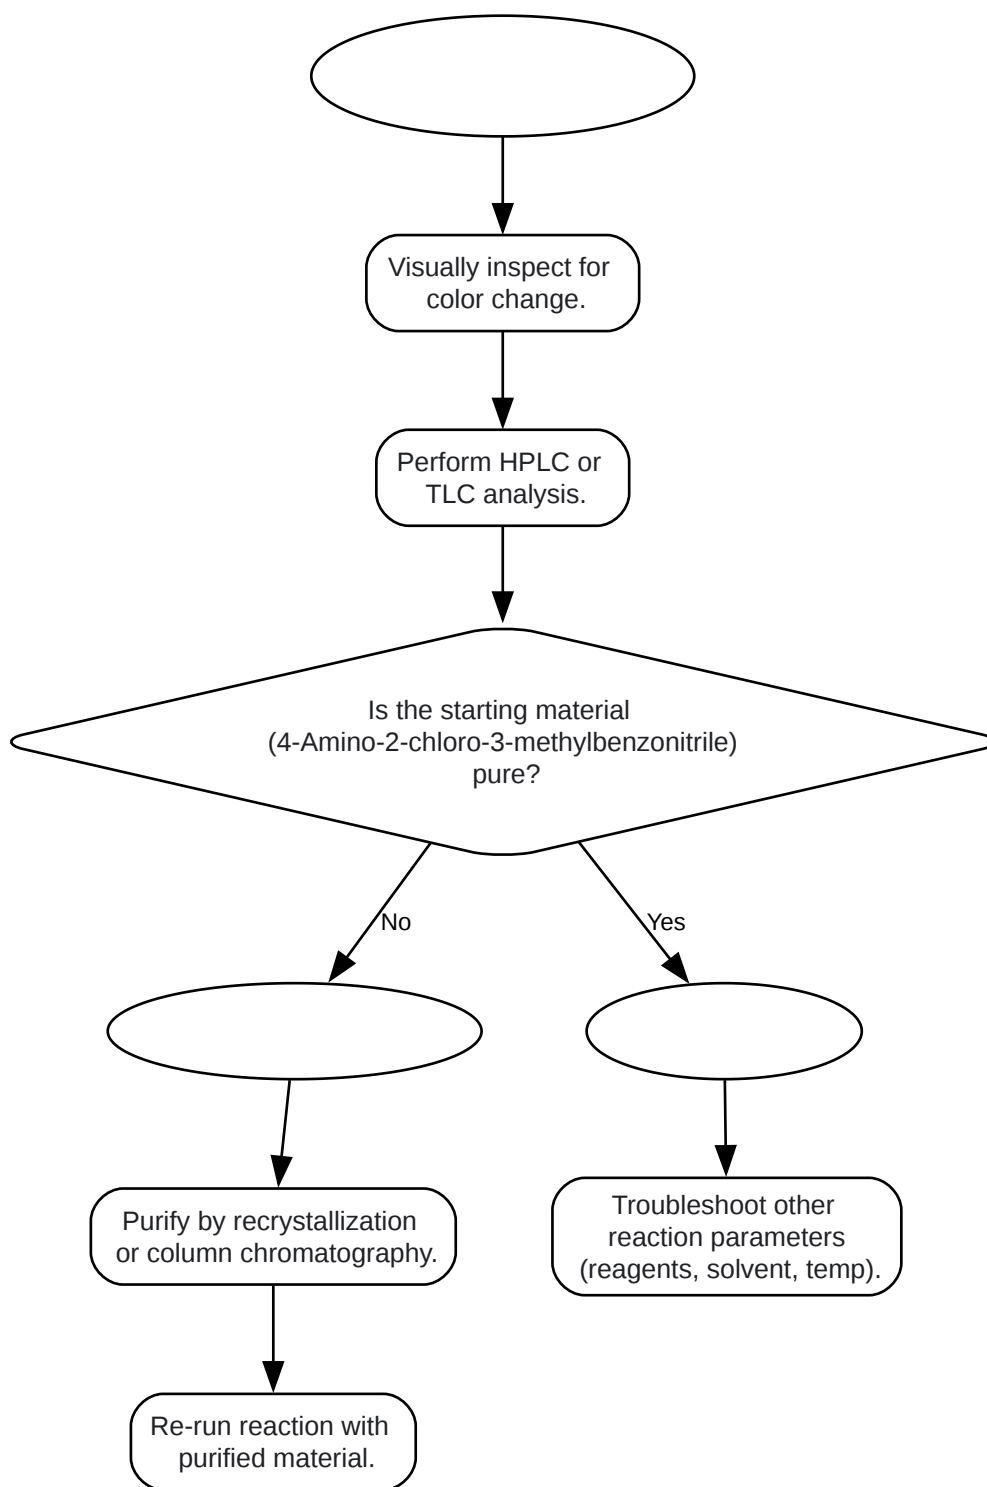 Visually inspect for
color change.
Perform HPLC or
TLC analysis.
Is the starting material
(4-Amino-2-chloro-3-methylbenzonitrile)
pure?
No
Yes
Purify by recrystallization
or column chromatography.
Troubleshoot other
reaction parameters
(reagents, solvent, temp).
Re-run reaction with
purified material.